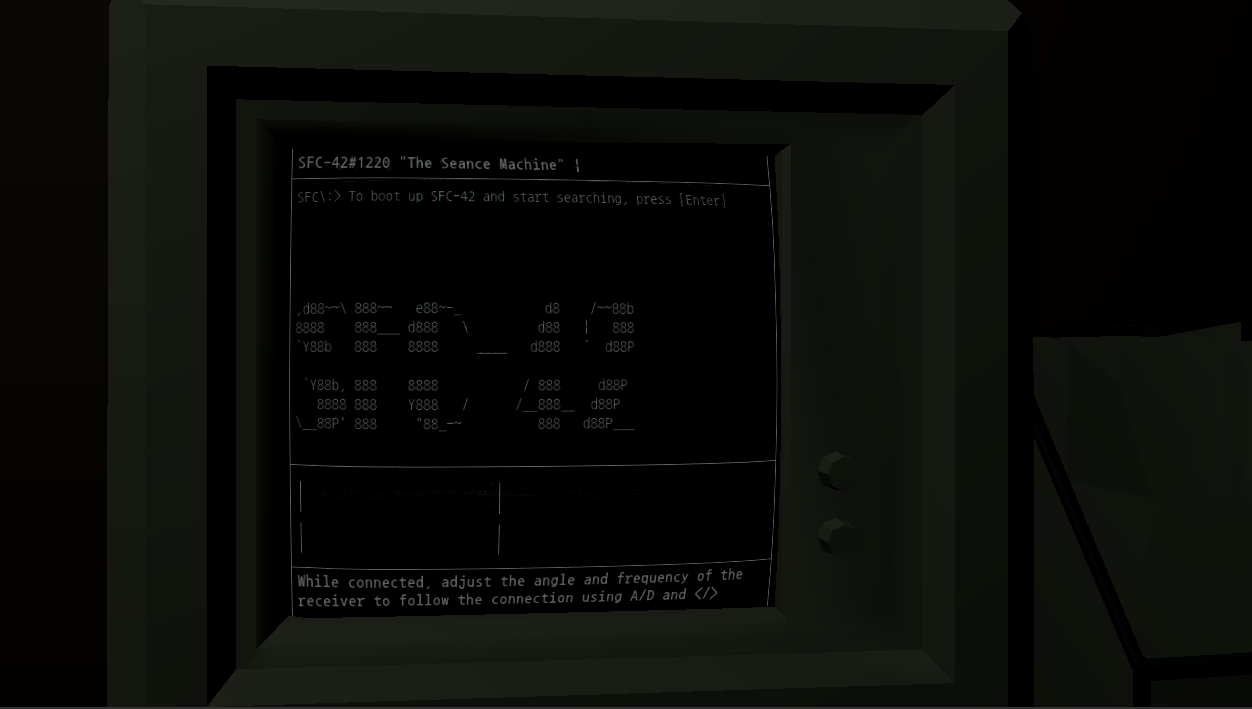 SFC-42#1220 "The Seance Machine" ¦
SFC\:> To boot up SFC-42 and start searching, press [Enter]
,d88~~\ 888~~   e88~~_         d8    /~~88b
8888    888___ d888   \       d88   ¦   888
`Y88b   888    8888     ____  d888   `  d88P
`Y88b, 888    8888         / 888     d88P
8888 888    Y888   /     /__888__  d88P
\__88P' 888     "88_-~        888   d88P___
While connected, adjust the angle and frequency of the
receiver to follow the connection using A/D and </>